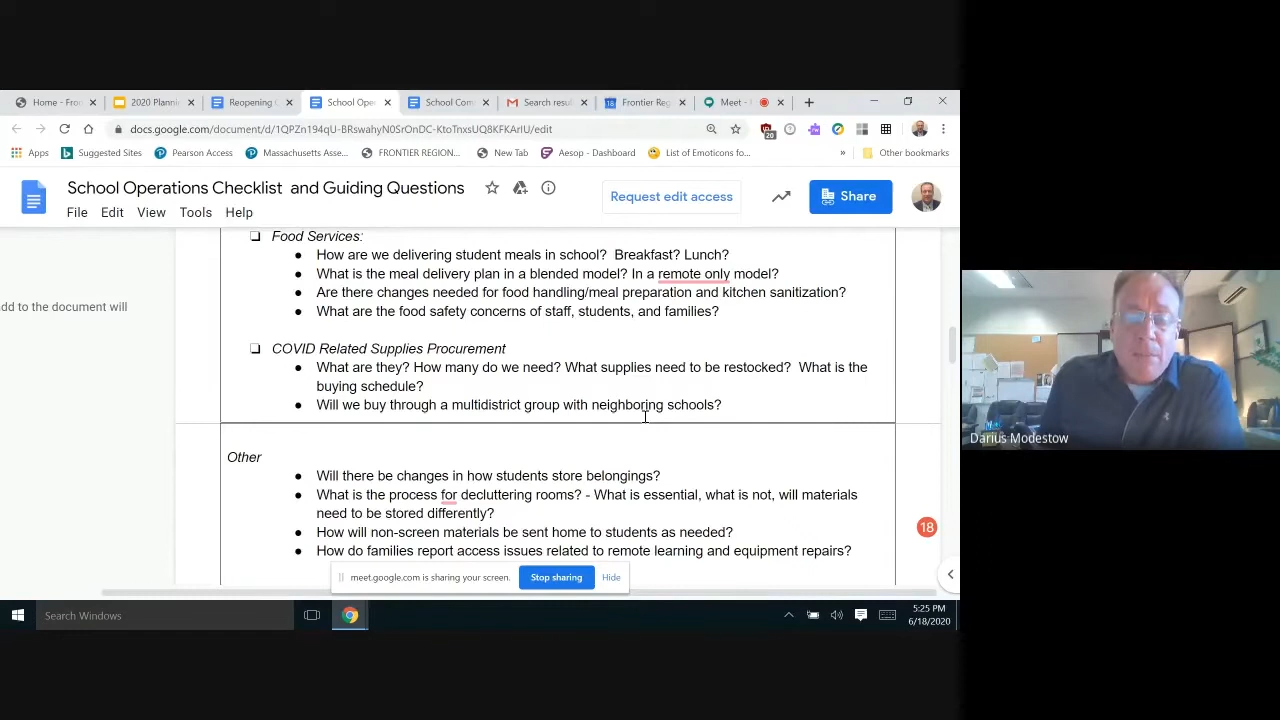 Home - Fro
2020 Planni
Reopening
School Oper
School Com
Search resul
Frontier Reg
Meet -
docs.google.com/document/d/1QPZn194qU-BRswahyN0SrOnDC-KtoTnxsUQ8KFKArIU/edit
20
Apps
Suggested Sites
Pearson Access
Massachusetts Asse...
FRONTIER REGION...
New Tab
Aesop - Dashboard
List of Emoticons fo...
»
Other bookmarks
School Operations Checklist and Guiding Questions
Request edit access
Share
File Edit View Tools Help
Food Services:
● How are we delivering student meals in school? Breakfast? Lunch?
● What is the meal delivery plan in a blended model? In a remote only model?
● Are there changes needed for food handling/meal preparation and kitchen sanitization?
add to the document will
● What are the food safety concerns of staff, students, and families?
COVID Related Supplies Procurement
● What are they? How many do we need? What supplies need to be restocked? What is the
buying schedule?
● Will we buy through a multidistrict group with neighboring schools?
Other
● Will there be changes in how students store belongings?
● What is the process for decluttering rooms? - What is essential, what is not, will materials
need to be stored differently?
● How will non-screen materials be sent home to students as needed?
● How do families report access issues related to remote learning and equipment repairs?
18
meet.google.com is sharing your screen.
Stop sharing
Hide
Search Windows
5:25 PM
6/18/2020
Darius Modestow